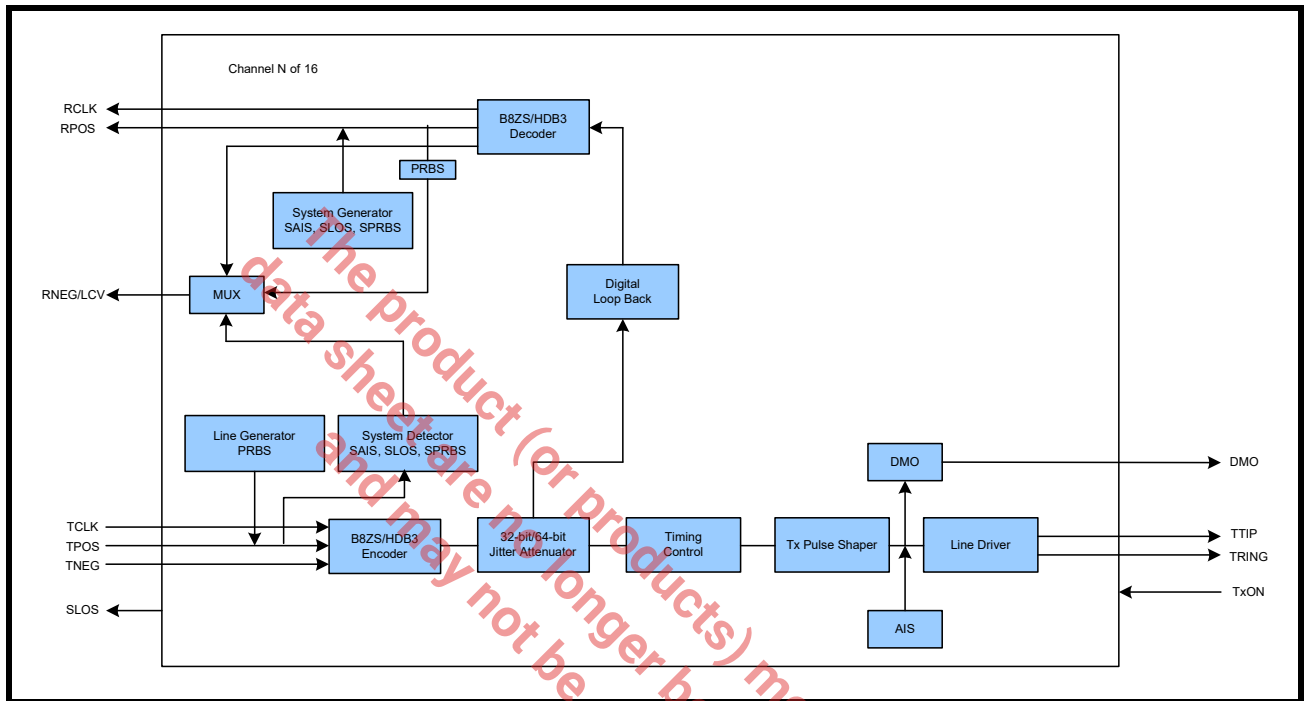 Channel N of 16
RCLK
RPOS
B8ZS/HDB3
Decoder
PRBS
System Generator
SAIS, SLOS, SPRBS
RNEG/LCV
MUX
Digital
Loop Back
Line Generator
PRBS
System Detector
SAIS, SLOS, SPRBS
DMO
DMO
TCLK
TPOS
TNEG
B8ZS/HDB3
Encoder
32-bit/64-bit
Jitter Attenuator
Timing
Control
Tx Pulse Shaper
Line Driver
TTIP
TRING
SLOS
TxON
AIS
The product (or products) me
data sheet are no longer b
and may not be